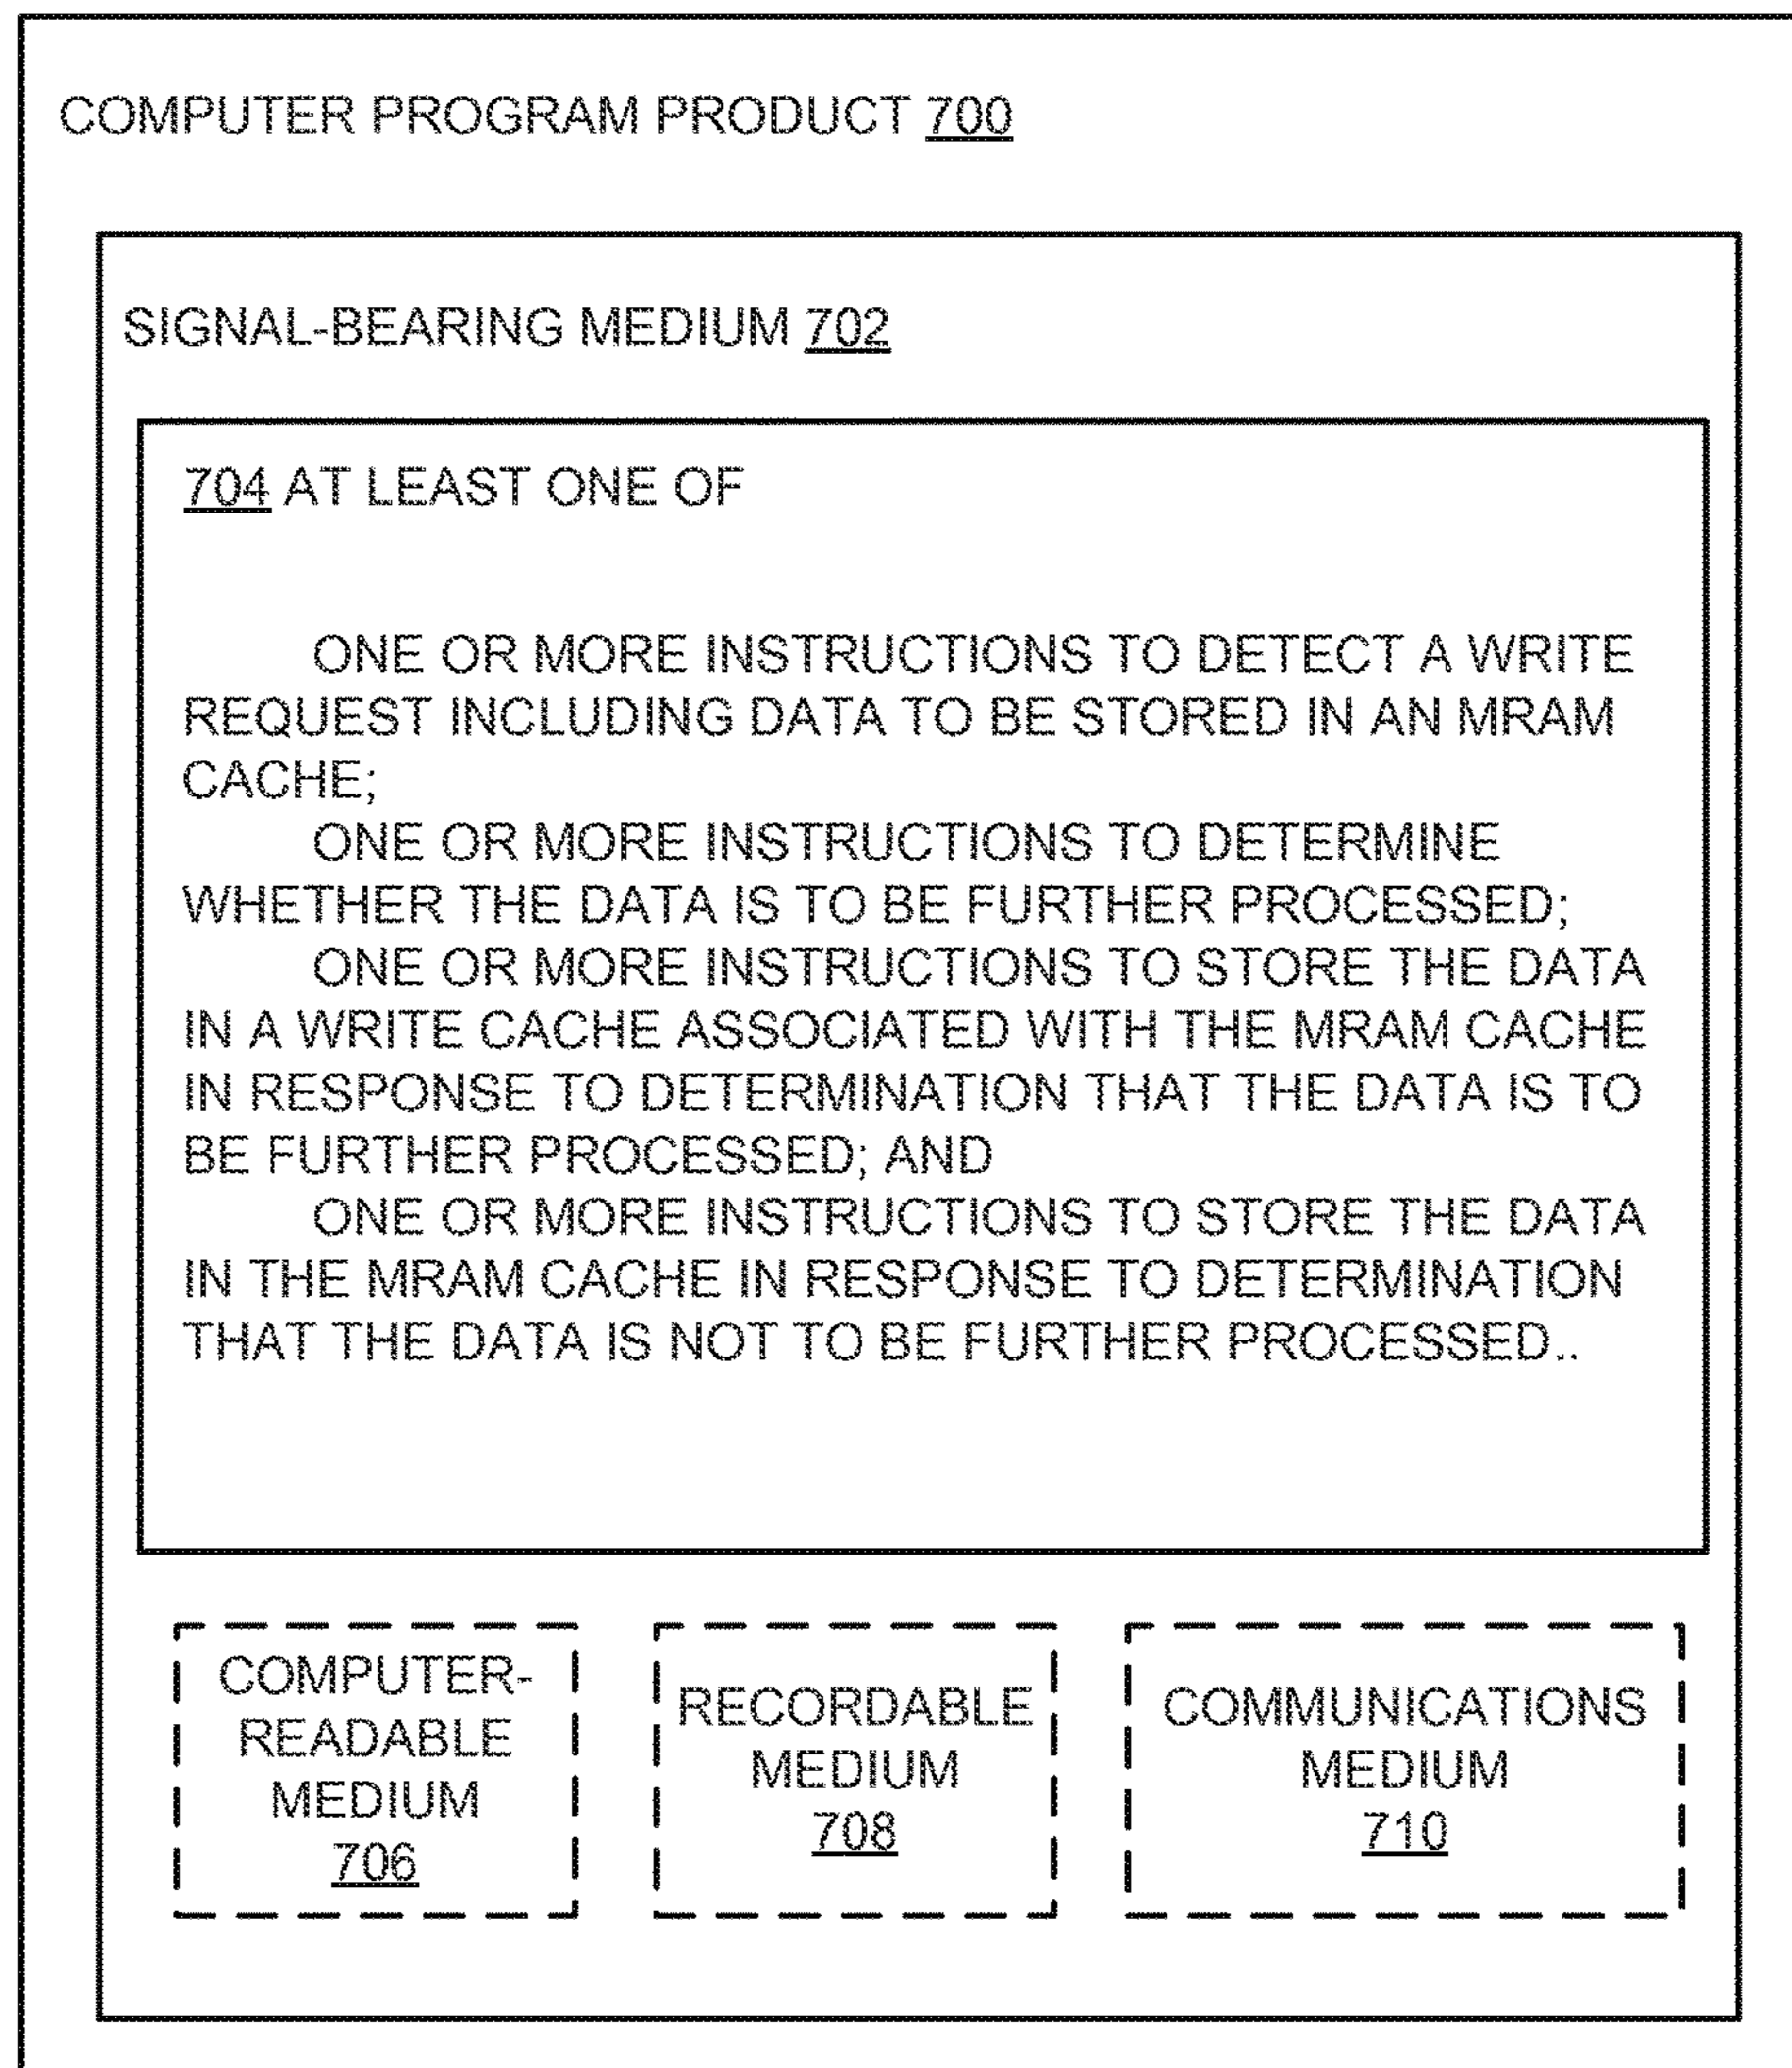 COMPUTER PROGRAM PRODUCT 700
SIGNAL-BEARING MEDIUM 702
704 AT LEAST ONE OF
ONE OR MORE INSTRUCTIONS TO DETECT A WRITE
REQUEST INCLUDING DATA TO BE STORED IN AN MRAM
CACHE;
ONE OR MORE INSTRUCTIONS TO DETERMINE
WHETHER THE DATA IS TO BE FURTHER PROCESSED;
ONE OR MORE INSTRUCTIONS TO STORE THE DATA
IN A WRITE CACHE ASSOCIATED WITH THE MRAM CACHE
IN RESPONSE TO DETERMINATION THAT THE DATA IS TO
BE FURTHER PROCESSED; AND
ONE OR MORE INSTRUCTIONS TO STORE THE DATA
IN THE MRAM CACHE IN RESPONSE TO DETERMINATION
THAT THE DATA IS NOT TO BE FURTHER PROCESSED..
COMPUTER-
READABLE
MEDIUM
706
RECORDABLE
MEDIUM
708
COMMUNICATIONS
MEDIUM
710